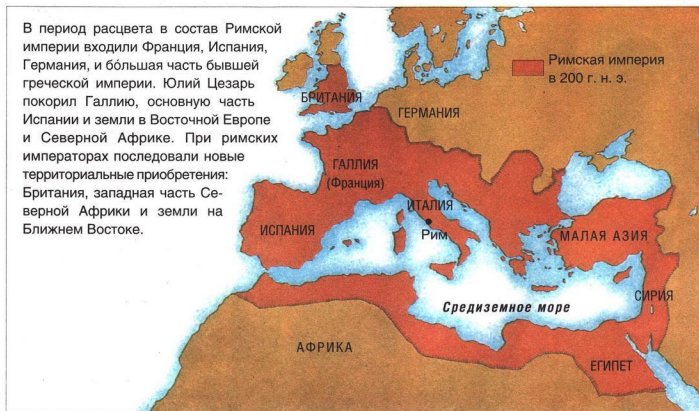 В период расцвета в состав Римской
империи входили Франция, Испания,
Германия, и бо́льшая часть бывшей
греческой империи. Юлий Цезарь
покорил Галлию, основную часть
Испании и земли в Восточной Европе
и Северной Африке. При римских
императорах последовали новые
территориальные приобретения:
Британия, западная часть Се-
верной Африки и земли на
Ближнем Востоке.
Римская империя
в 200 г. н. э.
БРИТАНИЯ
ГЕРМАНИЯ
ГАЛЛИЯ
(Франция)
ИТАЛИЯ
Рим
ИСПАНИЯ
МАЛАЯ АЗИЯ
СИРИЯ
Средиземное море
АФРИКА
ЕГИПЕТ